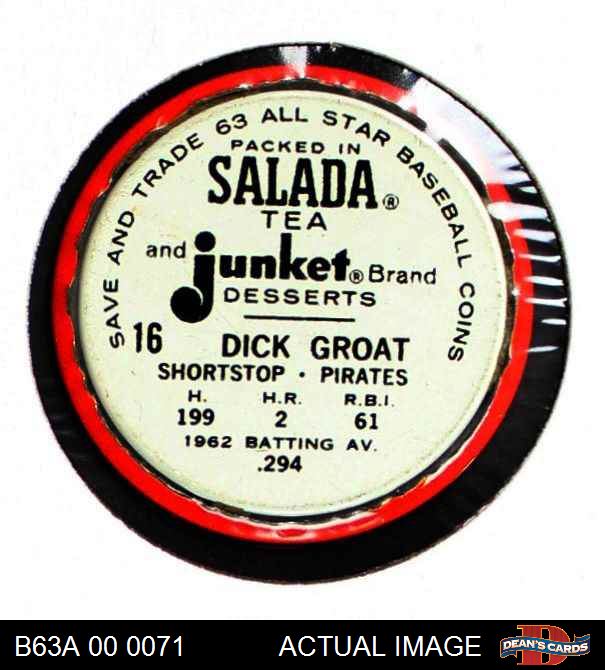 SAVE AND TRADE 63 ALL STAR BASEBALL COINS
PACKED IN
SALADA®
TEA
and junket® Brand
DESSERTS
16 DICK GROAT
SHORTSTOP · PIRATES
H. H.R. R.B.I.
199 2 61
1962 BATTING AV.
.294
B63A 00 0071 ACTUAL IMAGE D DEAN'S CARDS